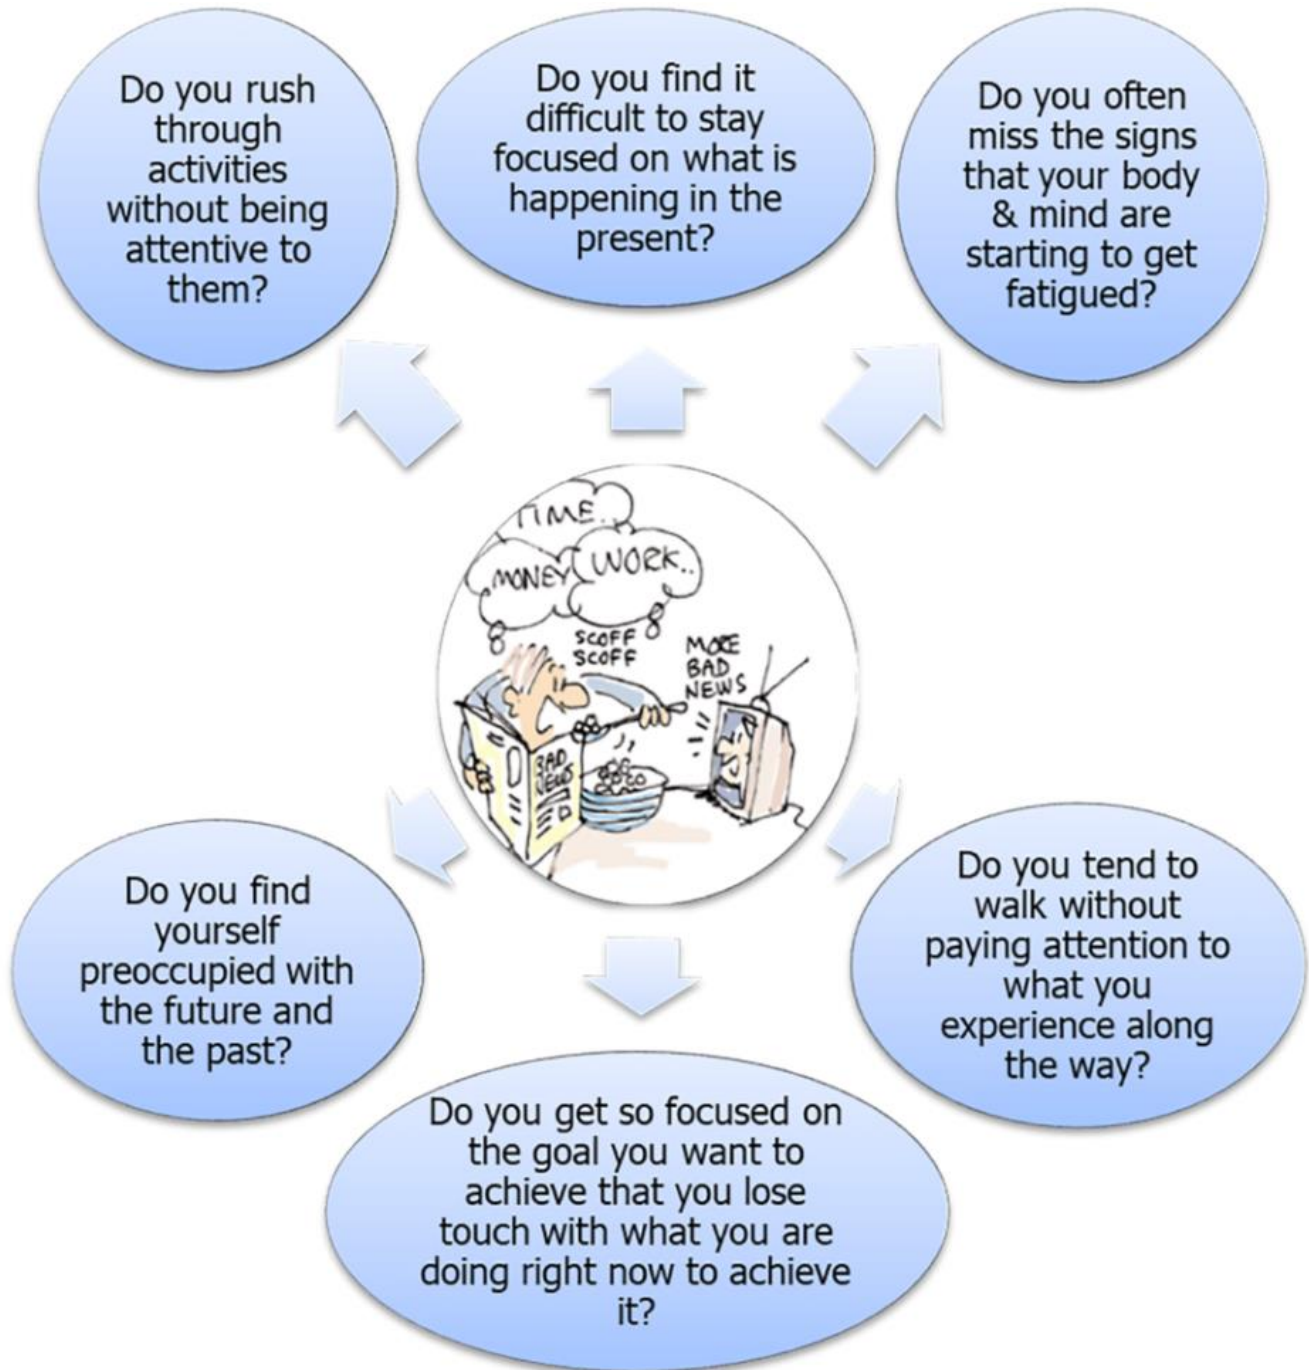 Do you rush
through
activities
without being
attentive to
them?
Do you find it
difficult to stay
focused on what is
happening in the
present?
Do you often
miss the signs
that your body
& mind are
starting to get
fatigued?
TIME..
MONEY
WORK..
SCOFF
SCOFF
MORE
BAD
NEWS
BAD
NEWS
Do you find
yourself
preoccupied with
the future and
the past?
Do you tend to
walk without
paying attention to
what you
experience along
the way?
Do you get so focused on
the goal you want to
achieve that you lose
touch with what you are
doing right now to achieve
it?